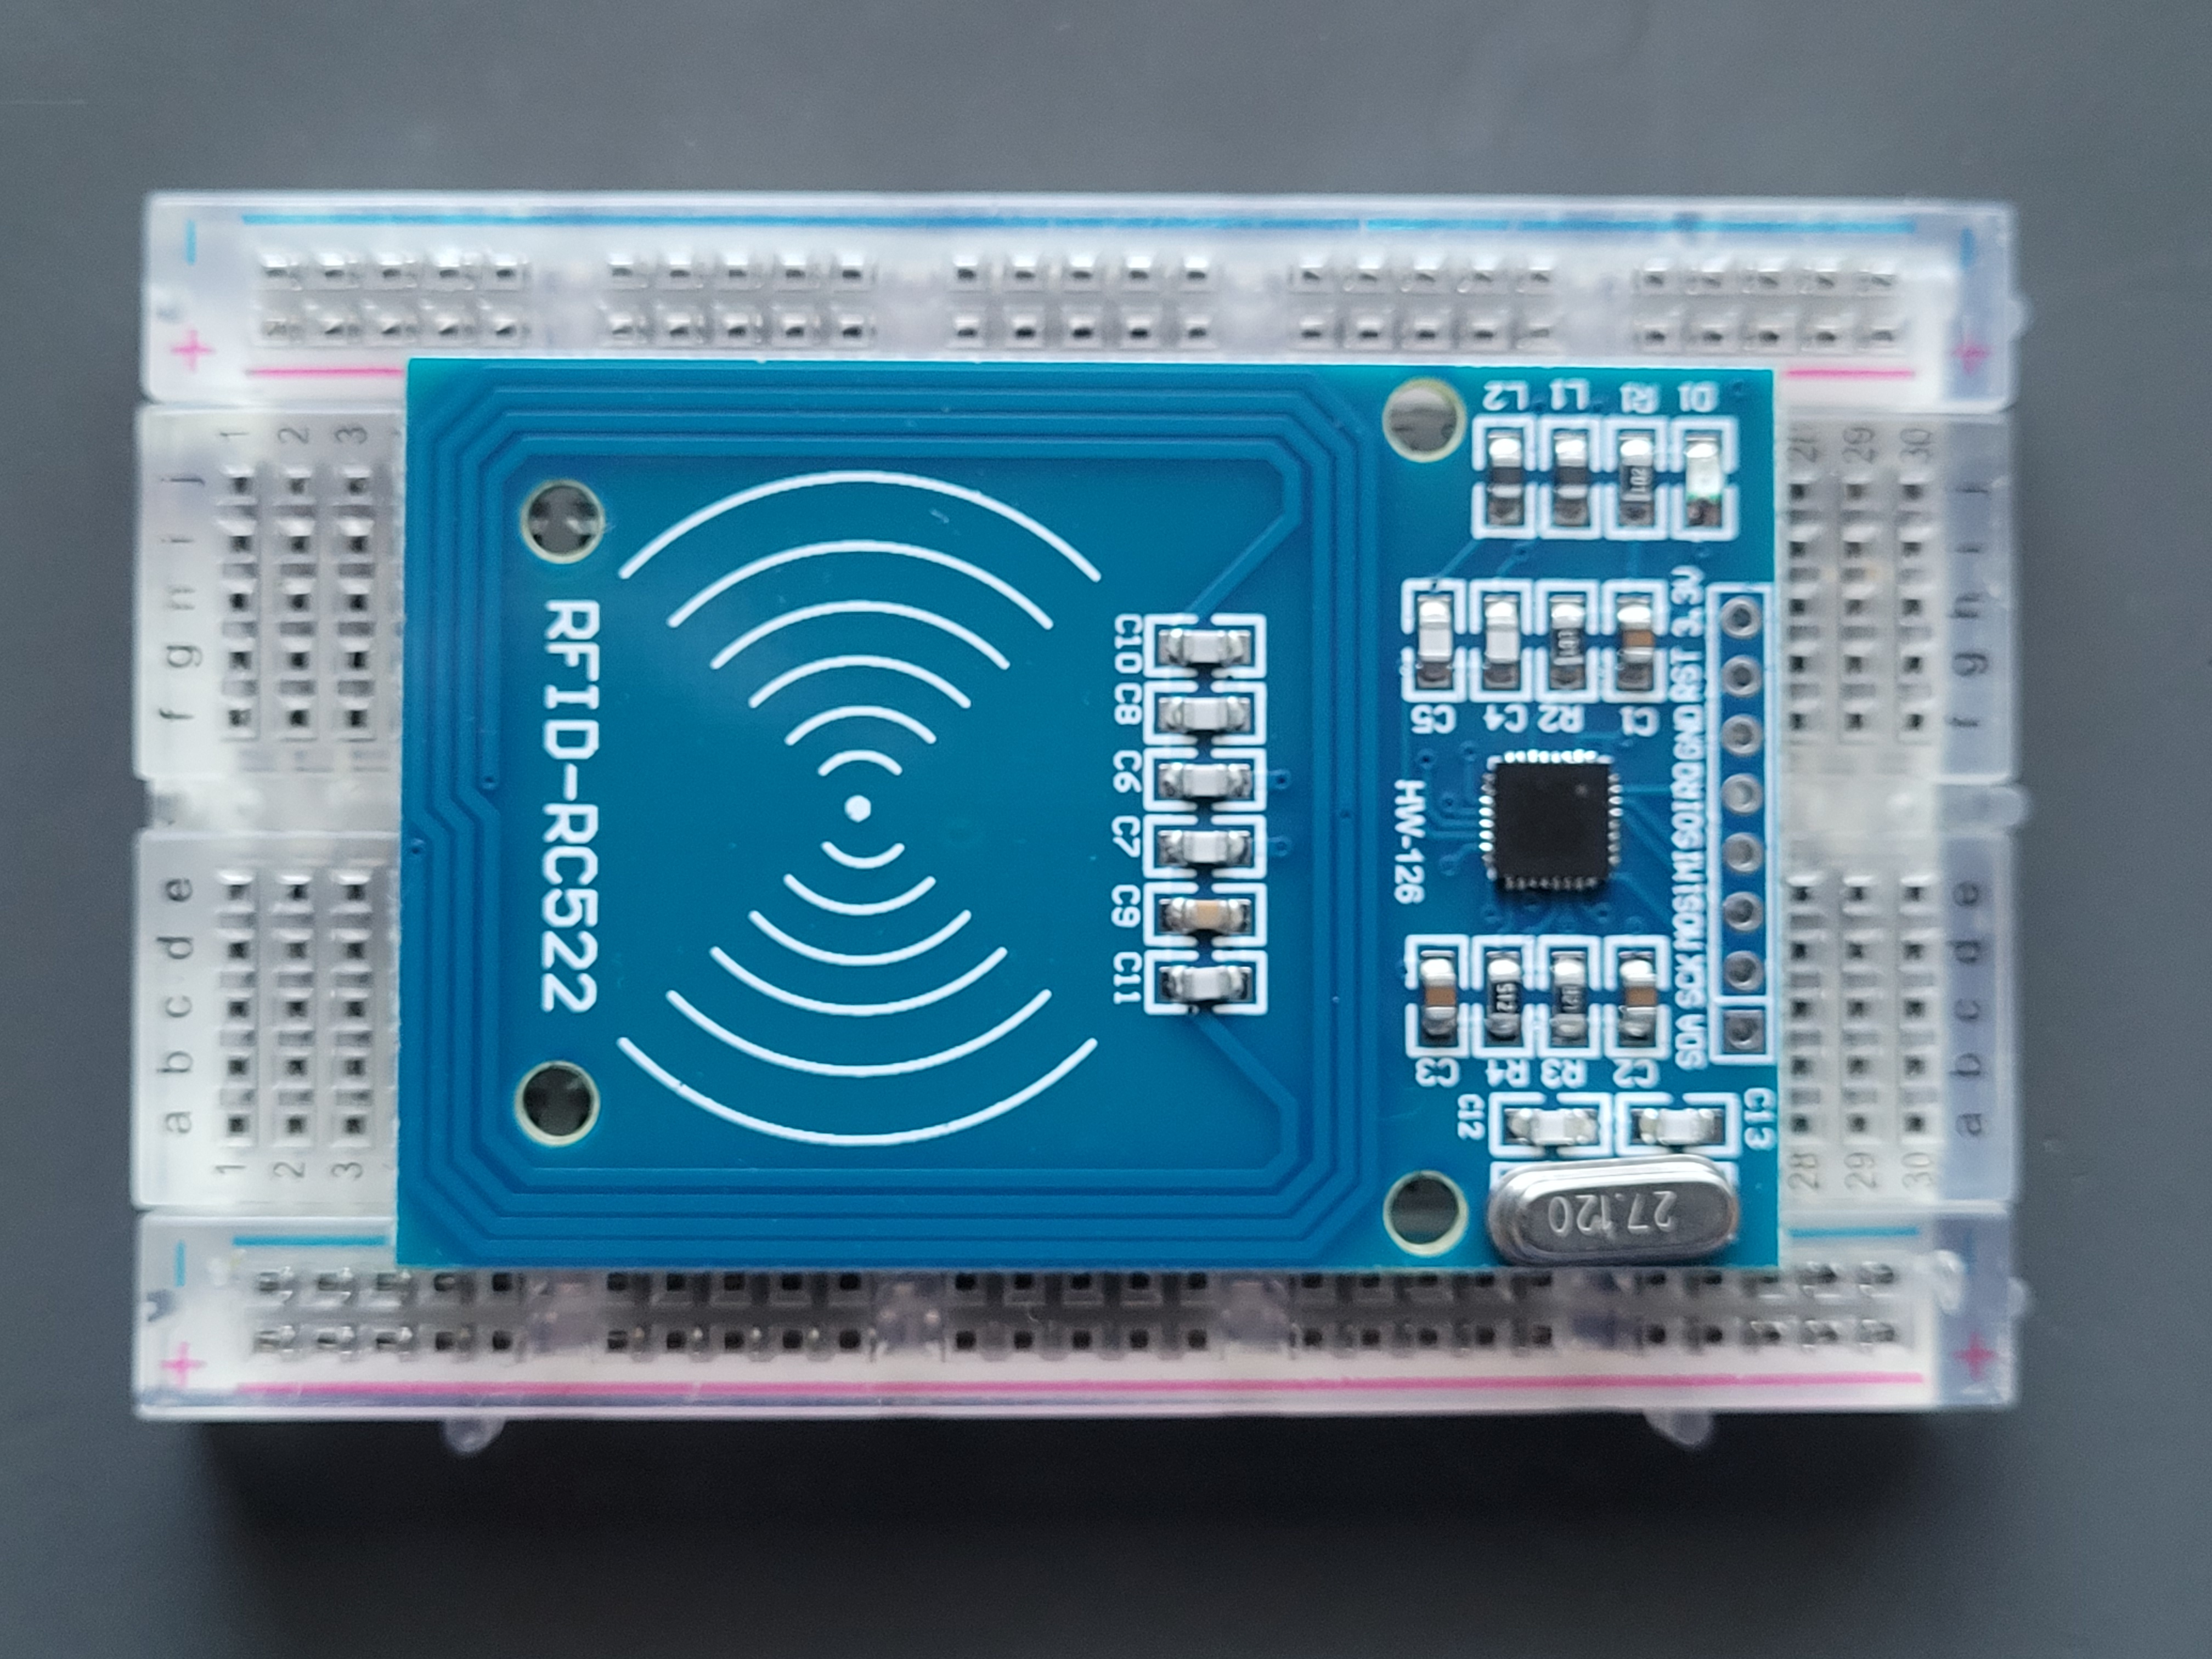 + − a b c d e f g h i j + −
1 1
2 2
3 3
RFID-RC522
C11 C9 C7 C6 C8 C10
HW-126
C3 C5
C12
R4 C4 L2
R3 R2 L1
27.120
C2 C1 R1
SDA SCK MOSI MISO IRQ GND RST 3.3V
D1
C13
28 28
29 29
30 30
+ − a b c d e f g h i j + −